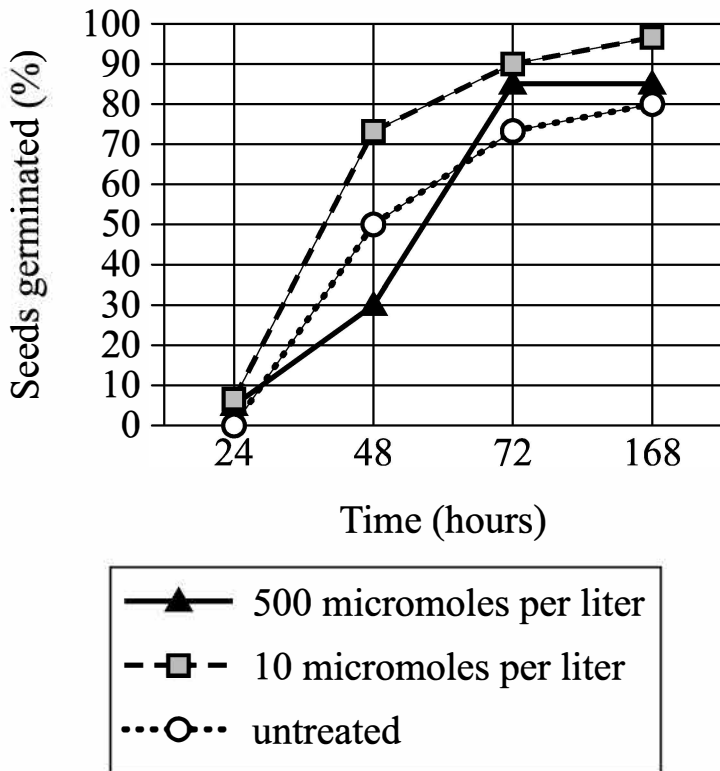 Seeds germinated (%)
100
90
80
70
60
50
40
30
20
10
0
24 48 72 168
Time (hours)
500 micromoles per liter
10 micromoles per liter
untreated